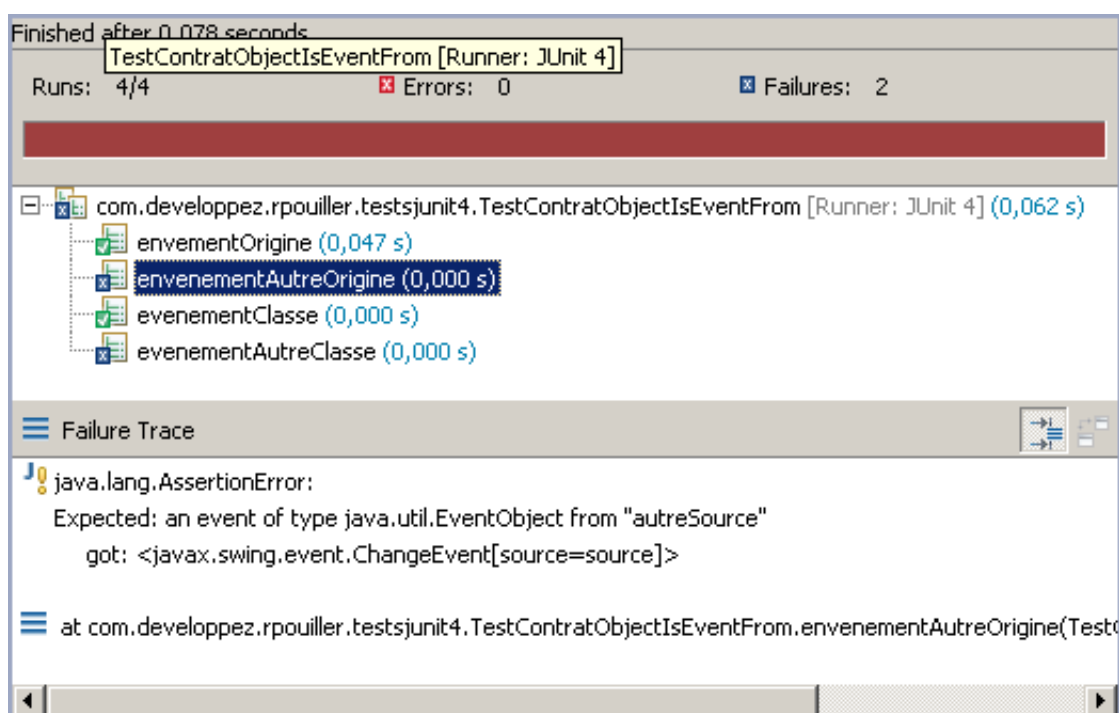 Finished after 0,078 seconds
TestContratObjectIsEventFrom [Runner: JUnit 4]
Runs: 4/4 Errors: 0 Failures: 2
com.developpez.rpouiller.testsjunit4.TestContratObjectIsEventFrom [Runner: JUnit 4] (0,062 s)
envementOrigine (0,047 s)
envenementAutreOrigine (0,000 s)
evenementClasse (0,000 s)
evenementAutreClasse (0,000 s)
Failure Trace
java.lang.AssertionError:
Expected: an event of type java.util.EventObject from "autreSource"
got: <javax.swing.event.ChangeEvent[source=source]>
at com.developpez.rpouiller.testsjunit4.TestContratObjectIsEventFrom.envenementAutreOrigine(Test